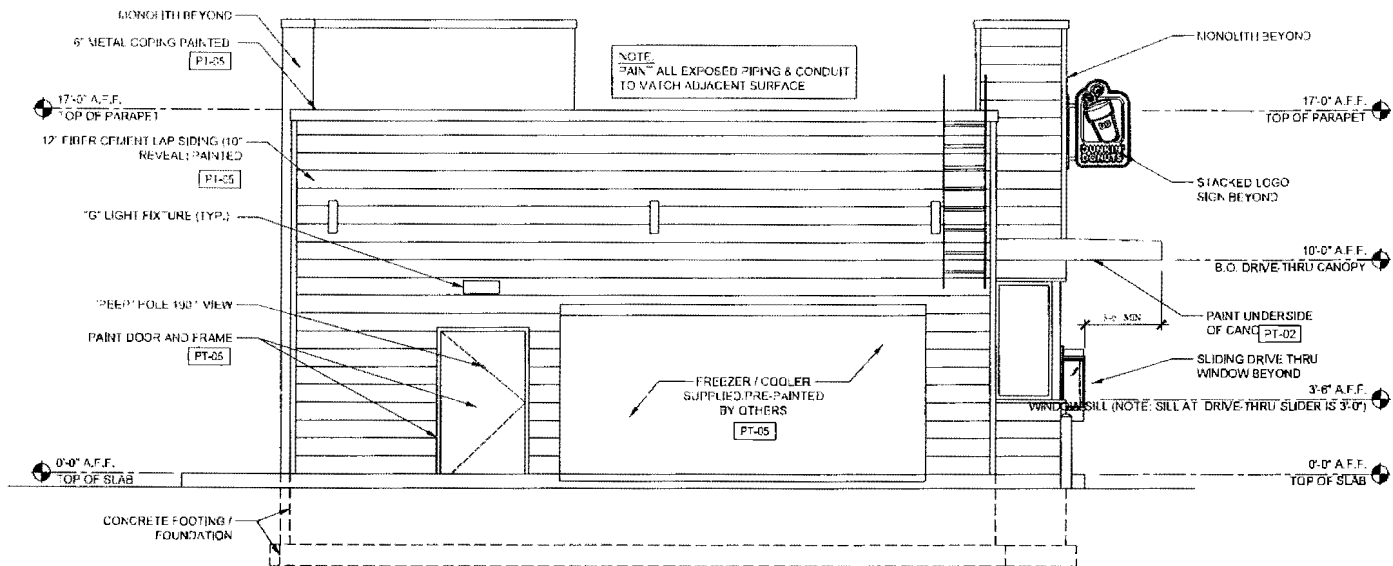 MONOLITH BEYOND
6" METAL COPING PAINTED
PT-05
17'-0" A.F.F.
TOP OF PARAPET
12" FIBER CEMENT LAP SIDING (10"
REVEAL) PAINTED
PT-05
"G" LIGHT FIXTURE (TYP.)
"PEEP" HOLE 190° VIEW
PAINT DOOR AND FRAME
PT-05
0'-0" A.F.F.
TOP OF SLAB
CONCRETE FOOTING /
FOUNDATION
NOTE:
PAINT ALL EXPOSED PIPING & CONDUIT
TO MATCH ADJACENT SURFACE
FREEZER / COOLER
SUPPLIED PRE-PAINTED
BY OTHERS
PT-05
MONOLITH BEYOND
17'-0" A.F.F.
TOP OF PARAPET
DUNKIN'
DONUTS
STACKED LOGO
SIGN BEYOND
10'-0" A.F.F.
B.O. DRIVE-THRU CANOPY
MIN
PAINT UNDERSIDE
OF CANO
PT-02
SLIDING DRIVE THRU
WINDOW BEYOND
3'-6" A.F.F.
WINDOW SILL (NOTE: SILL AT DRIVE-THRU SLIDER IS 3'-0")
0'-0" A.F.F.
TOP OF SLAB